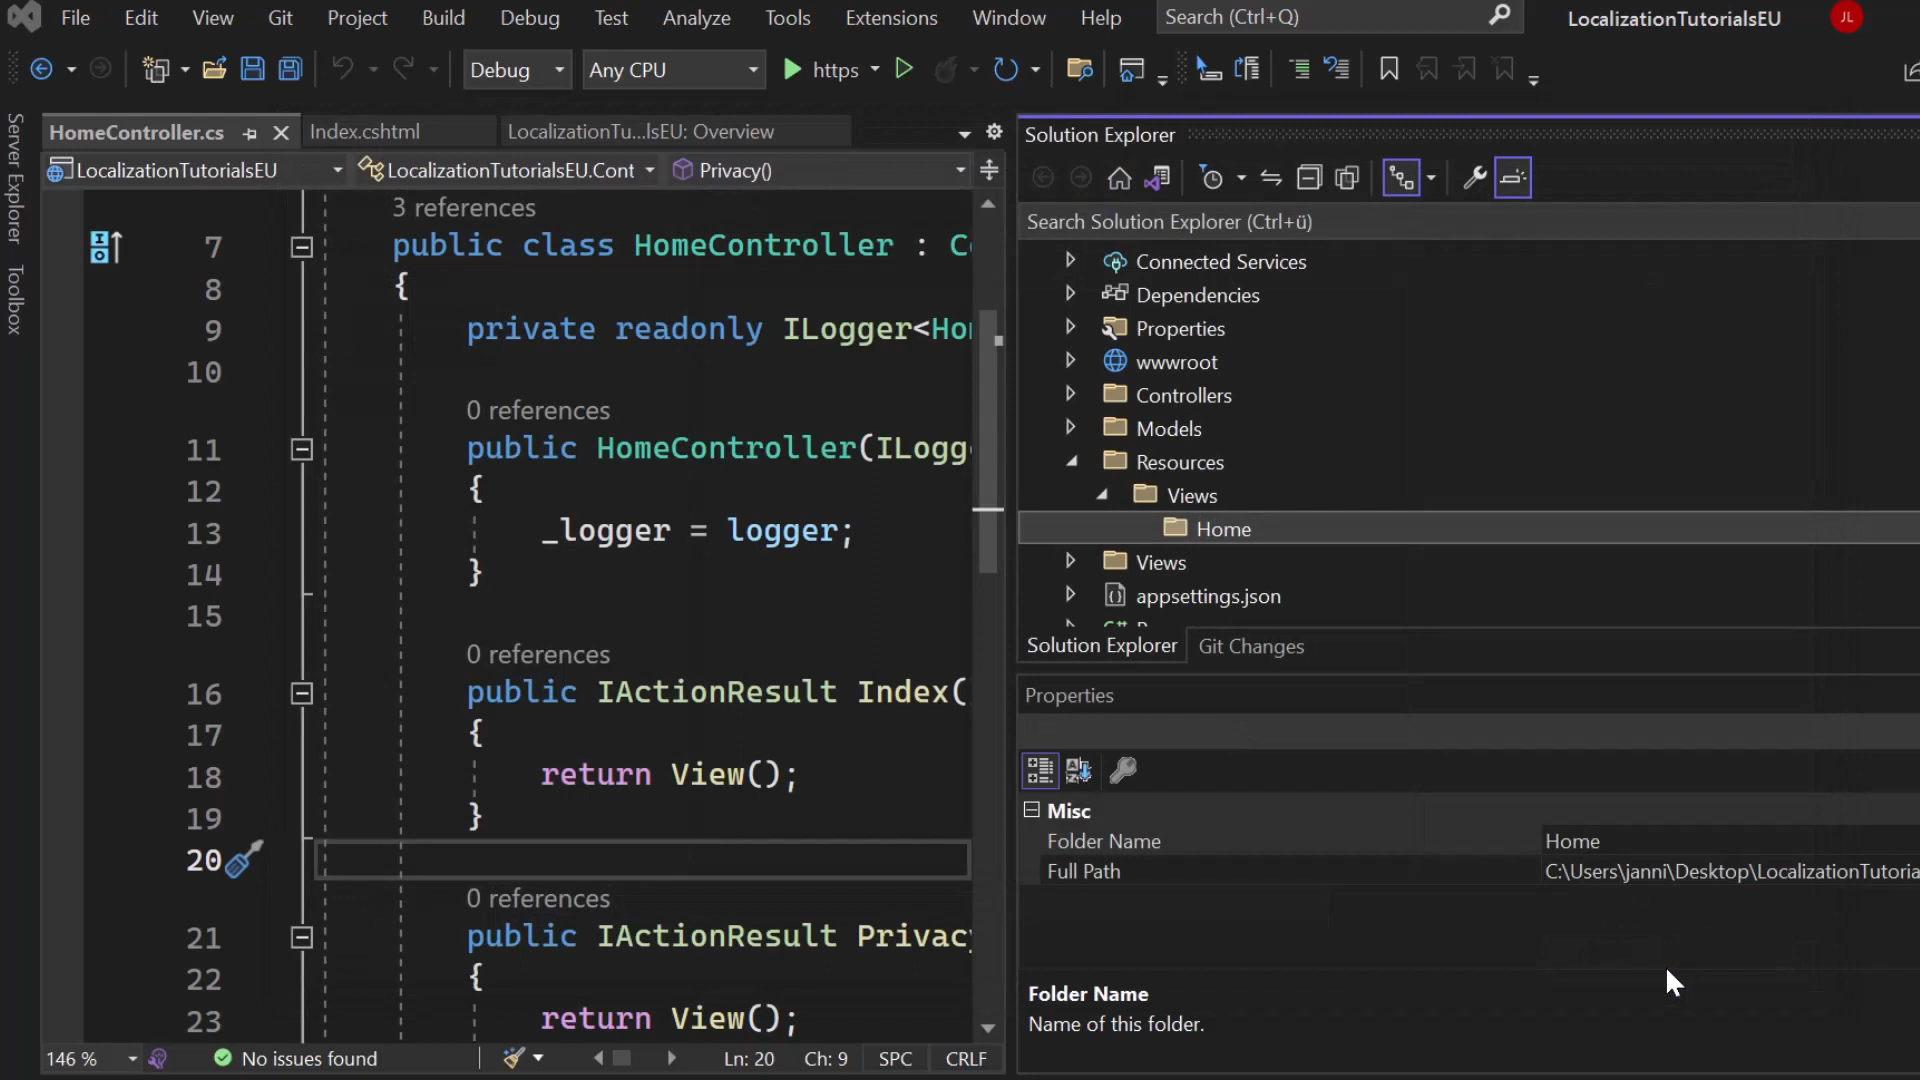 File Edit View Git Project Build Debug Test Analyze Tools Extensions Window Help Search (Ctrl+Q) LocalizationTutorialsEU JL
Debug Any CPU https
Server Explorer
Toolbox
HomeController.cs Index.cshtml LocalizationTu...lsEU: Overview
LocalizationTutorialsEU LocalizationTutorialsEU.Cont Privacy()
3 references
7 public class HomeController : Co
8 {
9 private readonly ILogger<Hom
10
0 references
11 public HomeController(ILogge
12 {
13 _logger = logger;
14 }
15
0 references
16 public IActionResult Index(
17 {
18 return View();
19 }
20
0 references
21 public IActionResult Privacy
22 {
23 return View();
146 % No issues found Ln: 20 Ch: 9 SPC CRLF
Solution Explorer
Search Solution Explorer (Ctrl+ü)
Connected Services
Dependencies
Properties
wwwroot
Controllers
Models
Resources
Views
Home
Views
appsettings.json
Solution Explorer Git Changes
Properties
Misc
Folder Name Home
Full Path C:\Users\janni\Desktop\LocalizationTutoria
Folder Name
Name of this folder.